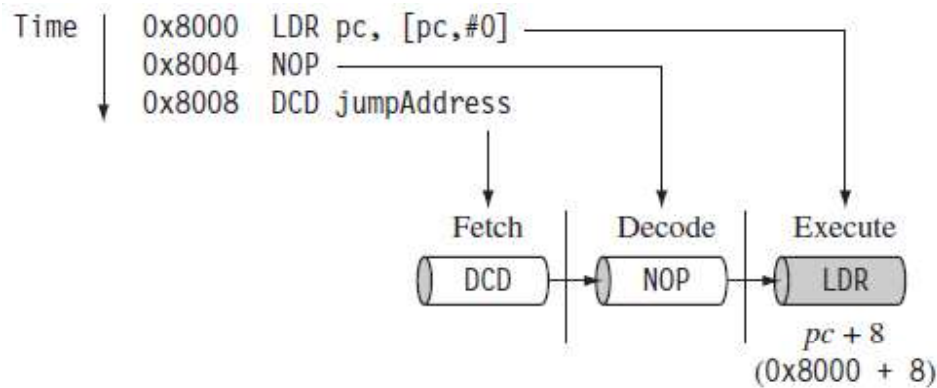 Time 0x8000 LDR pc, [pc,#0]
0x8004 NOP
0x8008 DCD jumpAddress
Fetch Decode Execute
DCD NOP LDR
pc + 8
(0x8000 + 8)